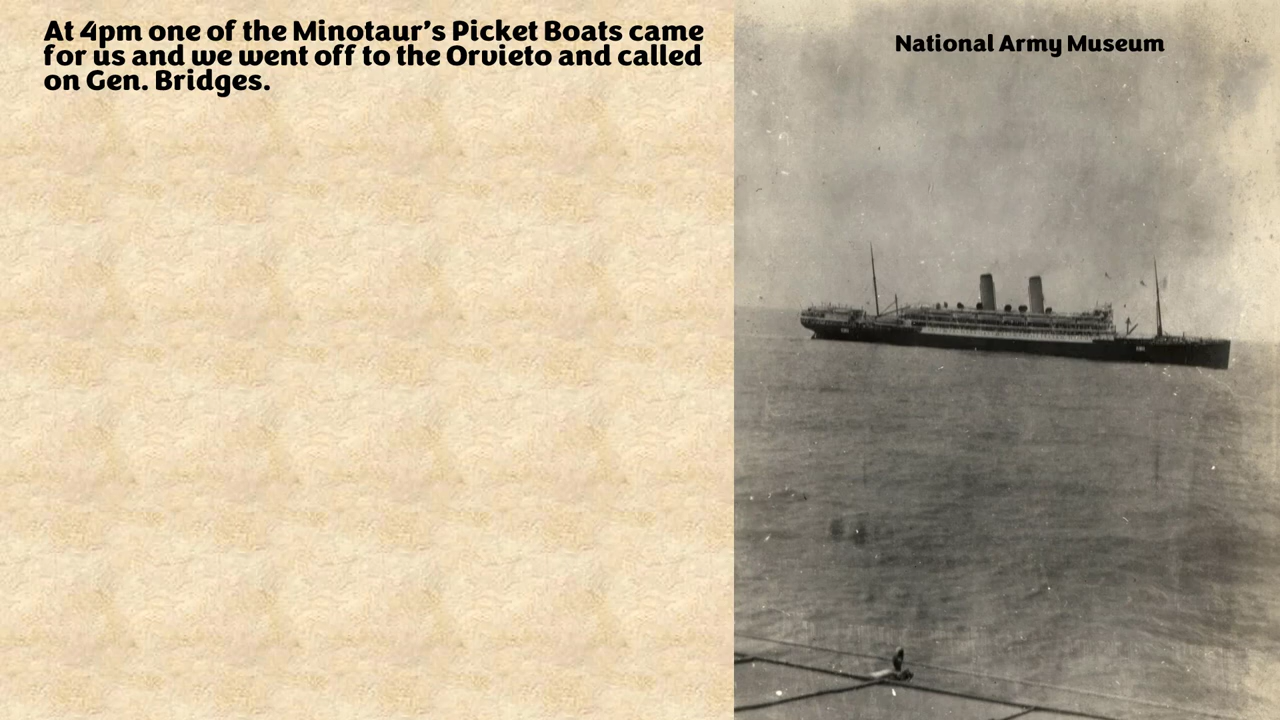 At 4pm one of the Minotaur's Picket Boats came
for us and we went off to the Orvieto and called
on Gen. Bridges.
National Army Museum